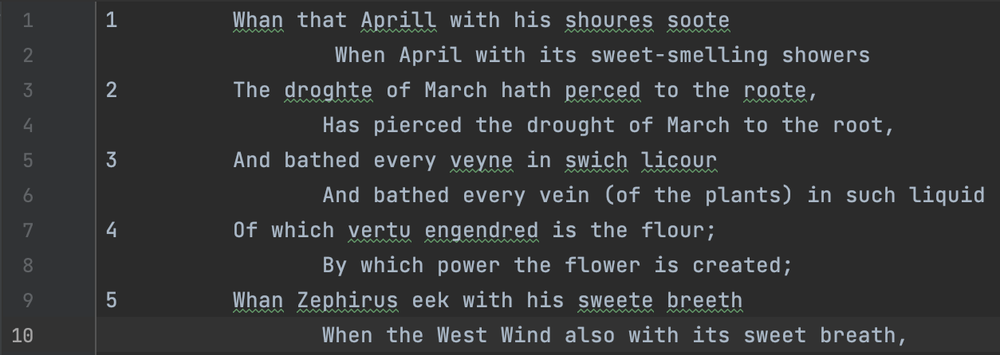 1 1 Whan that Aprill with his shoures soote
2 When April with its sweet-smelling showers
3 2 The droghte of March hath perced to the roote,
4 Has pierced the drought of March to the root,
5 3 And bathed every veyne in swich licour
6 And bathed every vein (of the plants) in such liquid
7 4 Of which vertu engendred is the flour;
8 By which power the flower is created;
9 5 Whan Zephirus eek with his sweete breeth
10 When the West Wind also with its sweet breath,